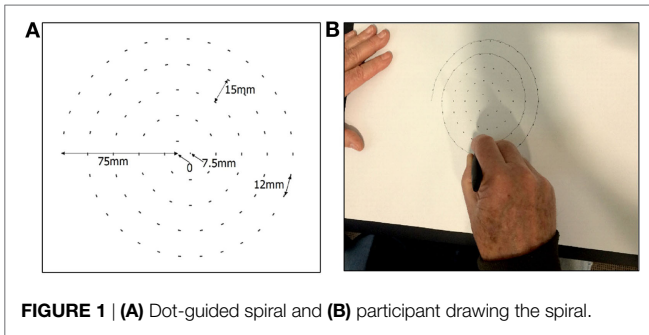 A
B
15mm
75mm
0
7.5mm
12mm
FIGURE 1 | (A) Dot-guided spiral and (B) participant drawing the spiral.